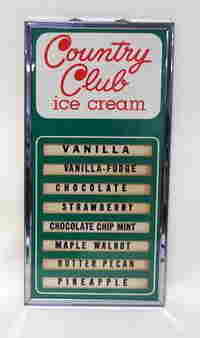 Country
Club
ice cream
VANILLA
VANILLA-FUDGE
CHOCOLATE
STRAWBERRY
CHOCOLATE CHIP MINT
MAPLE WALNUT
BUTTER PECAN
PINEAPPLE